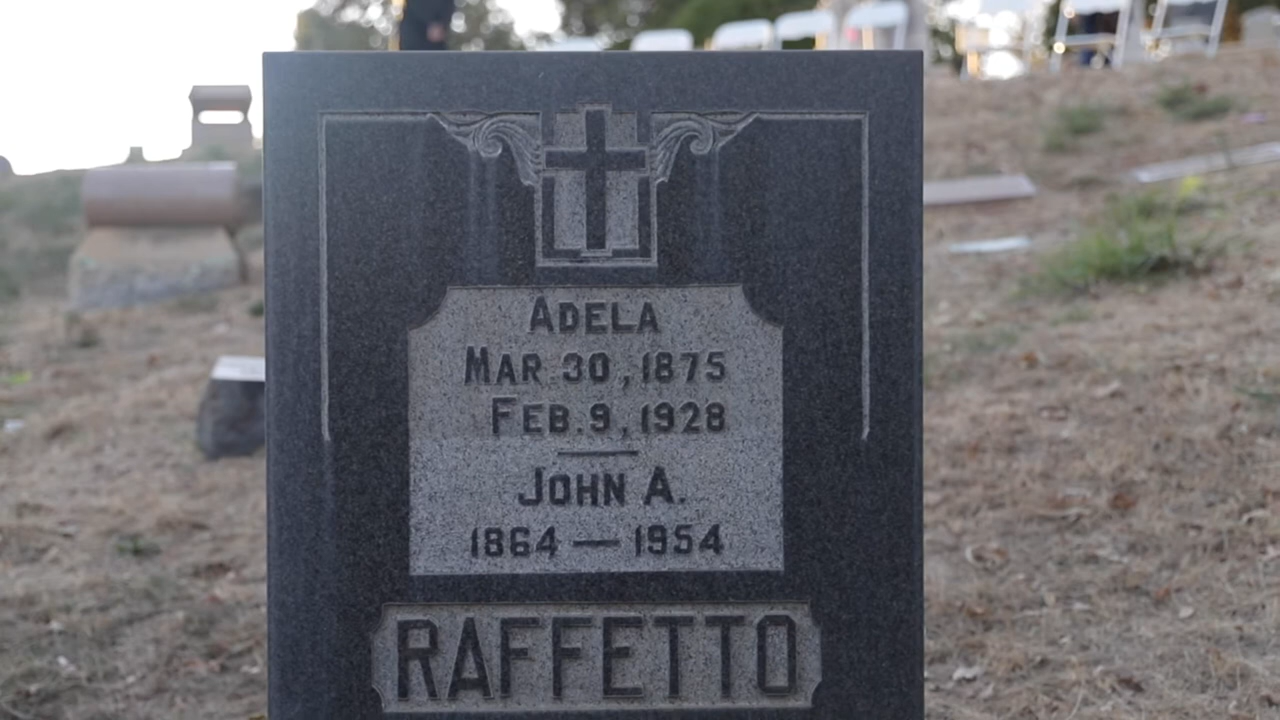 ADELA
MAR. 30, 1875
FEB. 9, 1928
JOHN A.
1864 — 1954
RAFFETTO